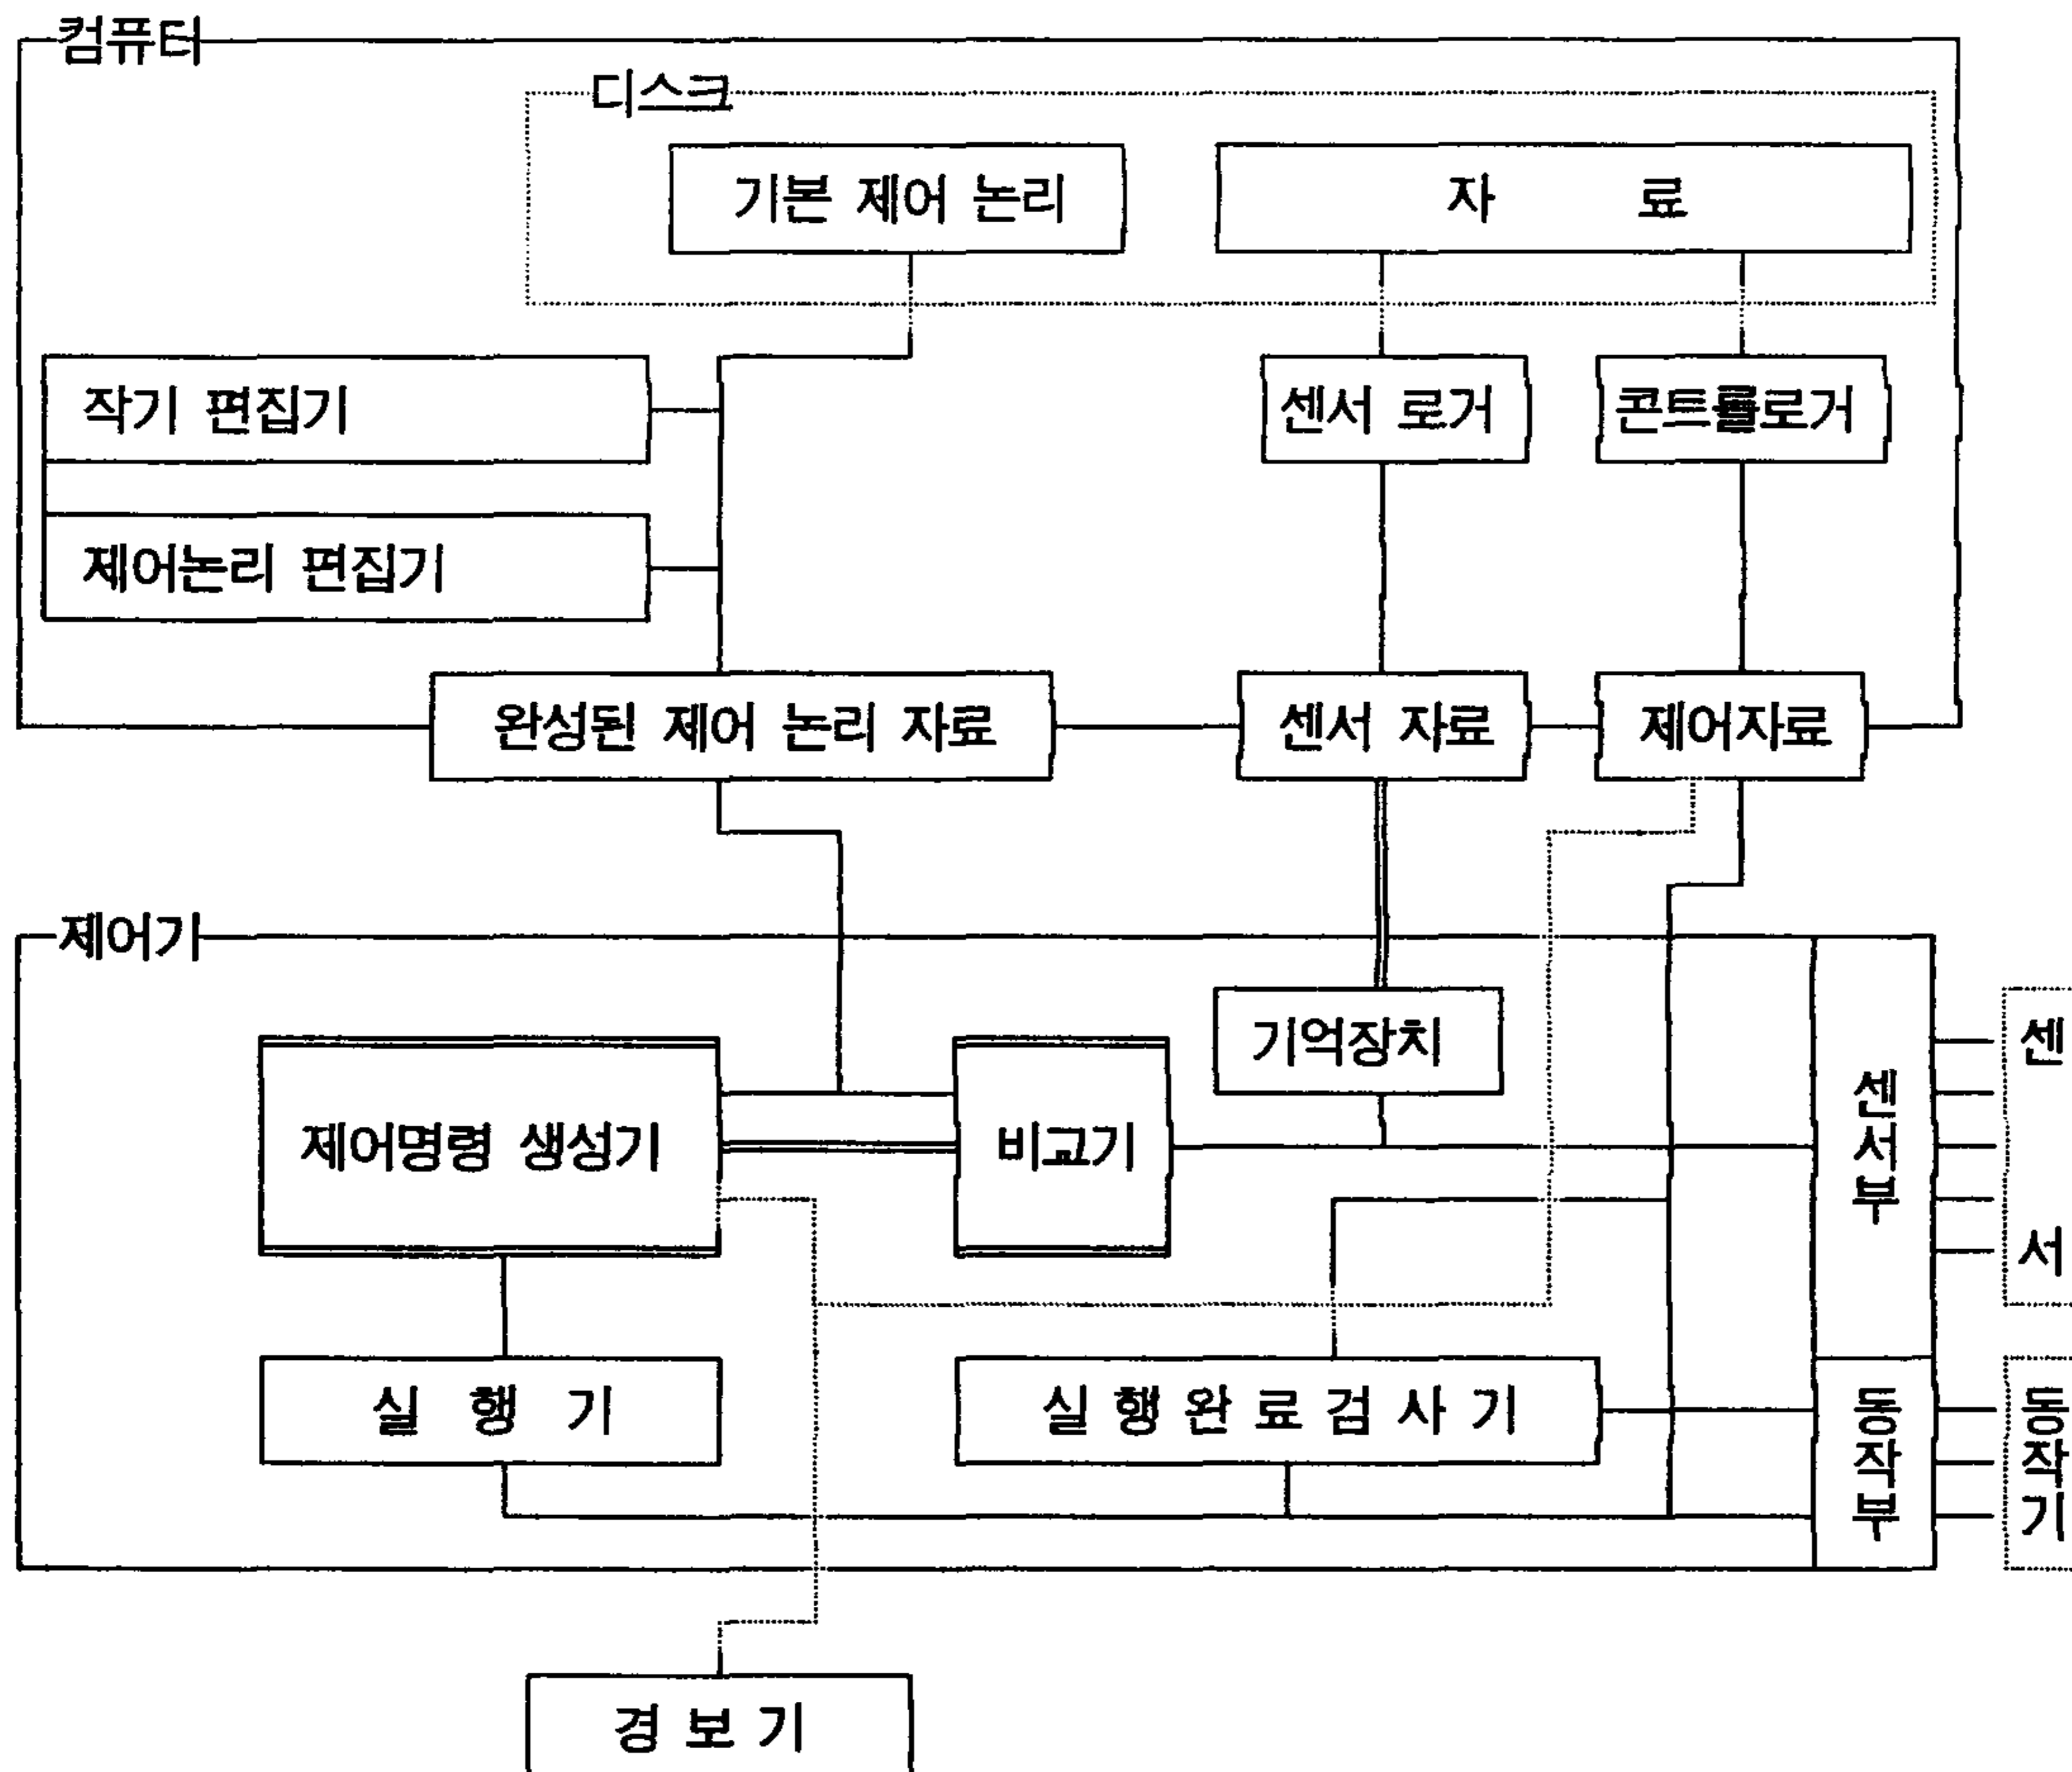 컴퓨터
디스크
기본 제어 논리
자 료
작기 편집기
센서 로거
콘트롤로거
제어논리 편집기
완성된 제어 논리 자료
센서 자료
제어자료
제어기
기억장치
제어명령 생성기
비교기
센서부
센서
실 행 기
실 행 완 료 검 사 기
동작부
동작기
경 보 기